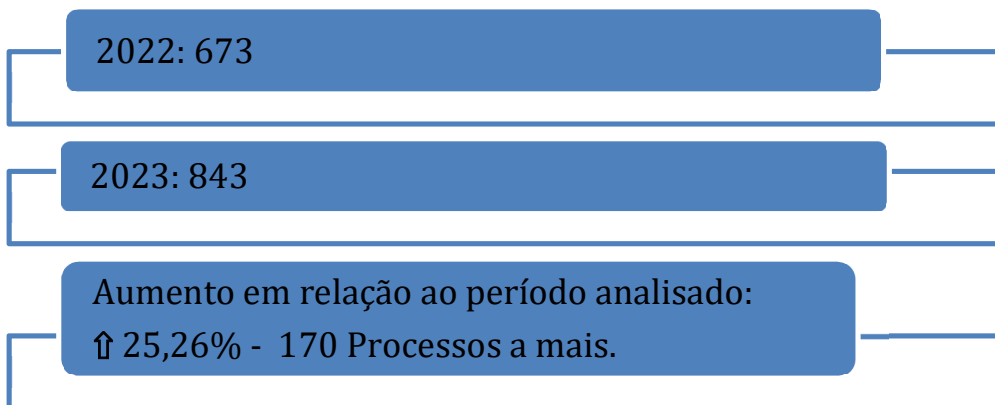 2022: 673
2023: 843
Aumento em relação ao período analisado:
⇧ 25,26% - 170 Processos a mais.